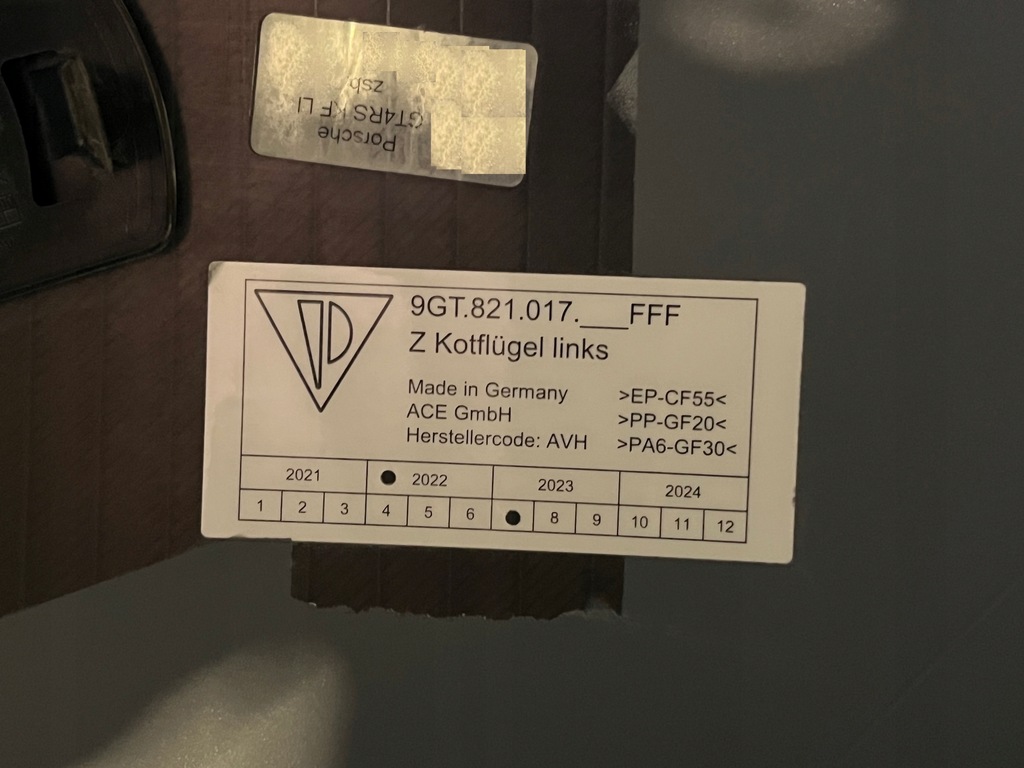 Porsche
GT4RS KF LI
zsb
9GT.821.017.___FFF
Z Kotflügel links
Made in Germany >EP-CF55<
ACE GmbH >PP-GF20<
Herstellercode: AVH >PA6-GF30<
2021 2022 2023 2024
1 2 3 4 5 6 8 9 10 11 12